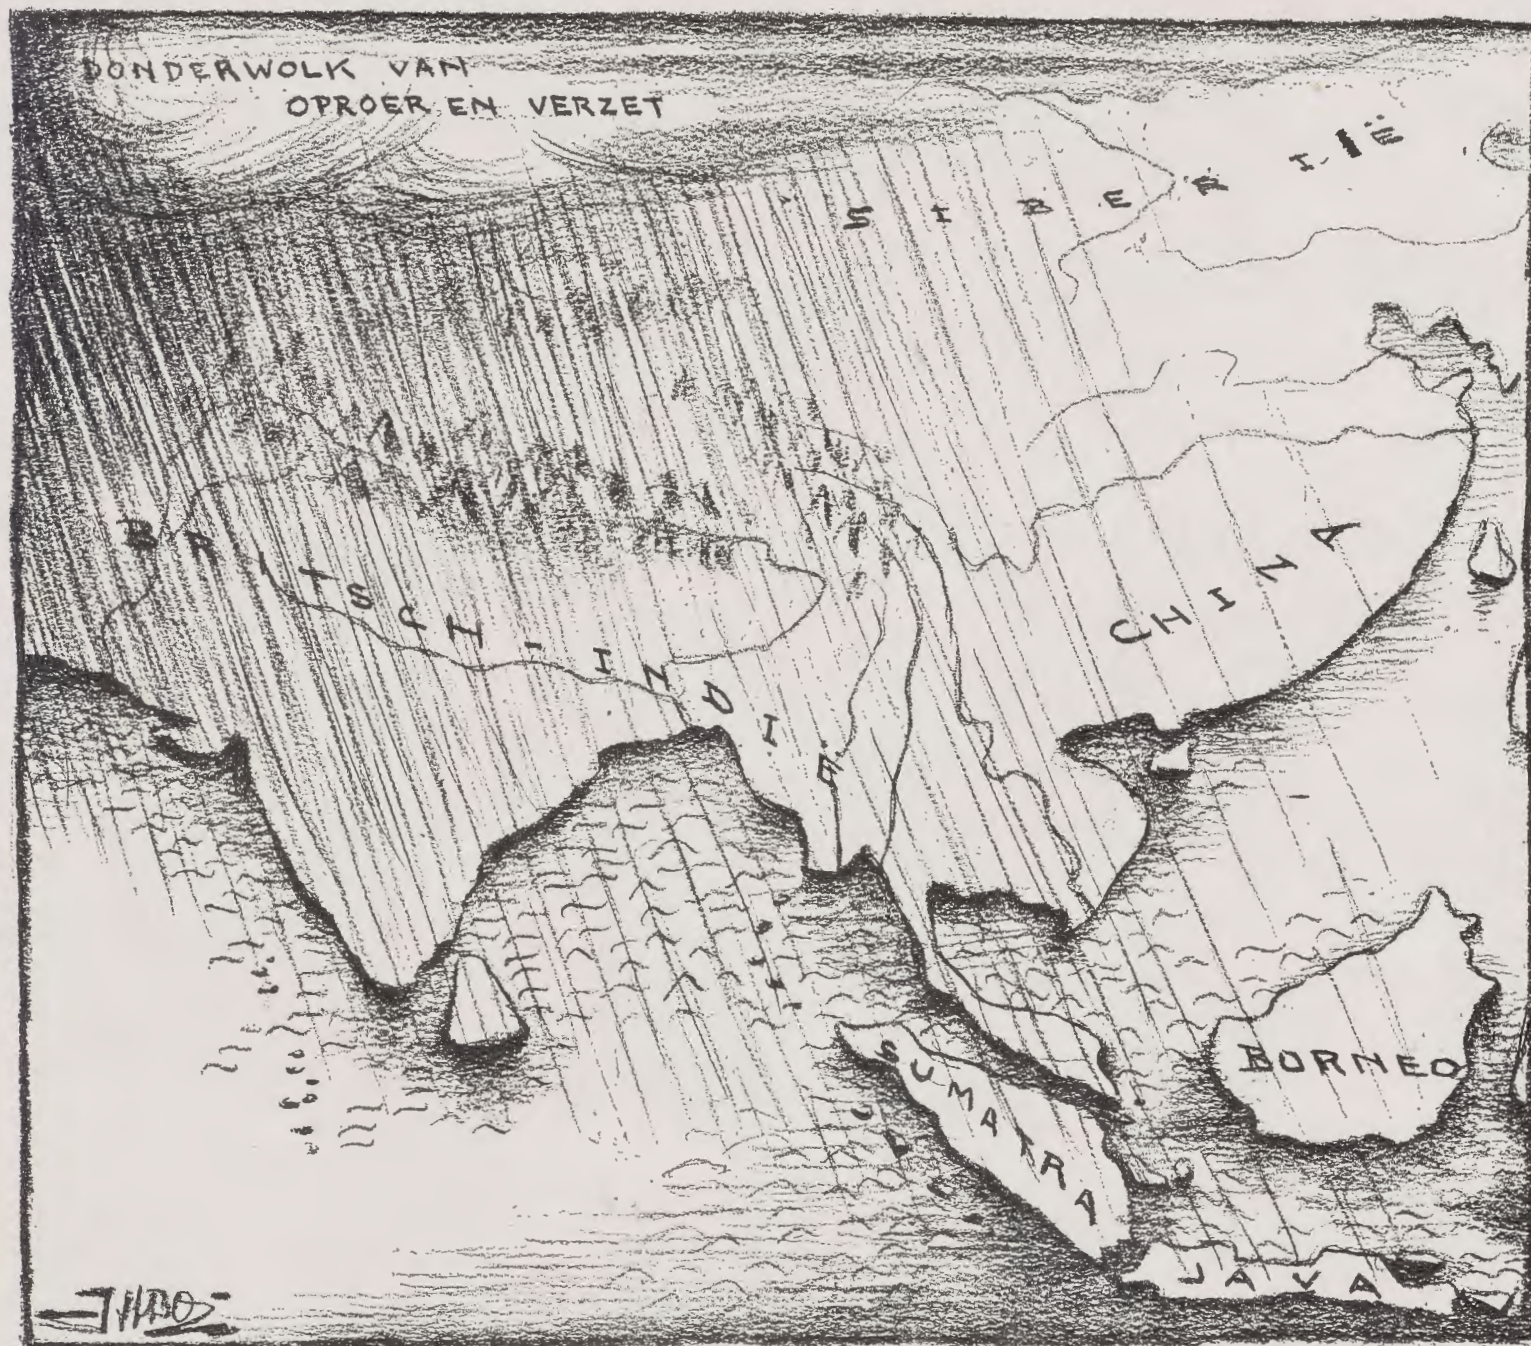 DONDERWOLK VAN
OPROER EN VERZET
SIBERIË
BRITSCH-INDIË
CHINA
BORNEO
SUMATRA
JAVA